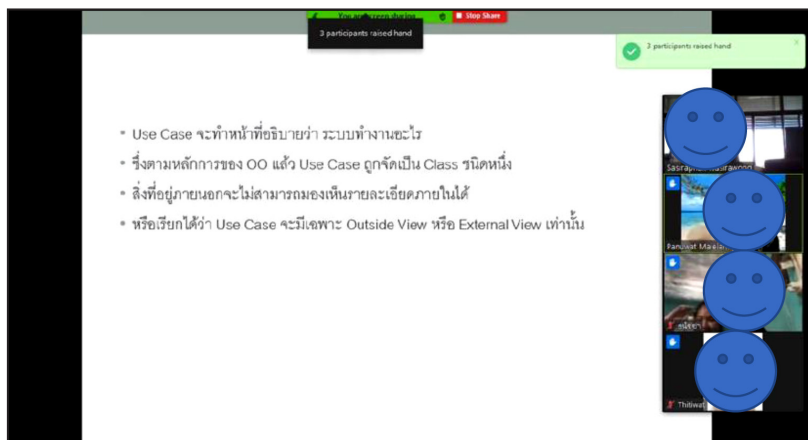 Stop Share
3 participants raised hand
3 participants raised hand
Use Case จะทำหน้าที่อธิบายว่า ระบบทำงานอะไร
ซึ่งตามหลักการของ OO แล้ว Use Case ถูกจัดเป็น Class ชนิดหนึ่ง
สิ่งที่อยู่ภายนอกจะไม่สามารถมองเห็นรายละเอียดภายในได้
หรือเรียกได้ว่า Use Case จะมีเฉพาะ Outside View หรือ External View เท่านั้น
Panuwat
Thitiwat